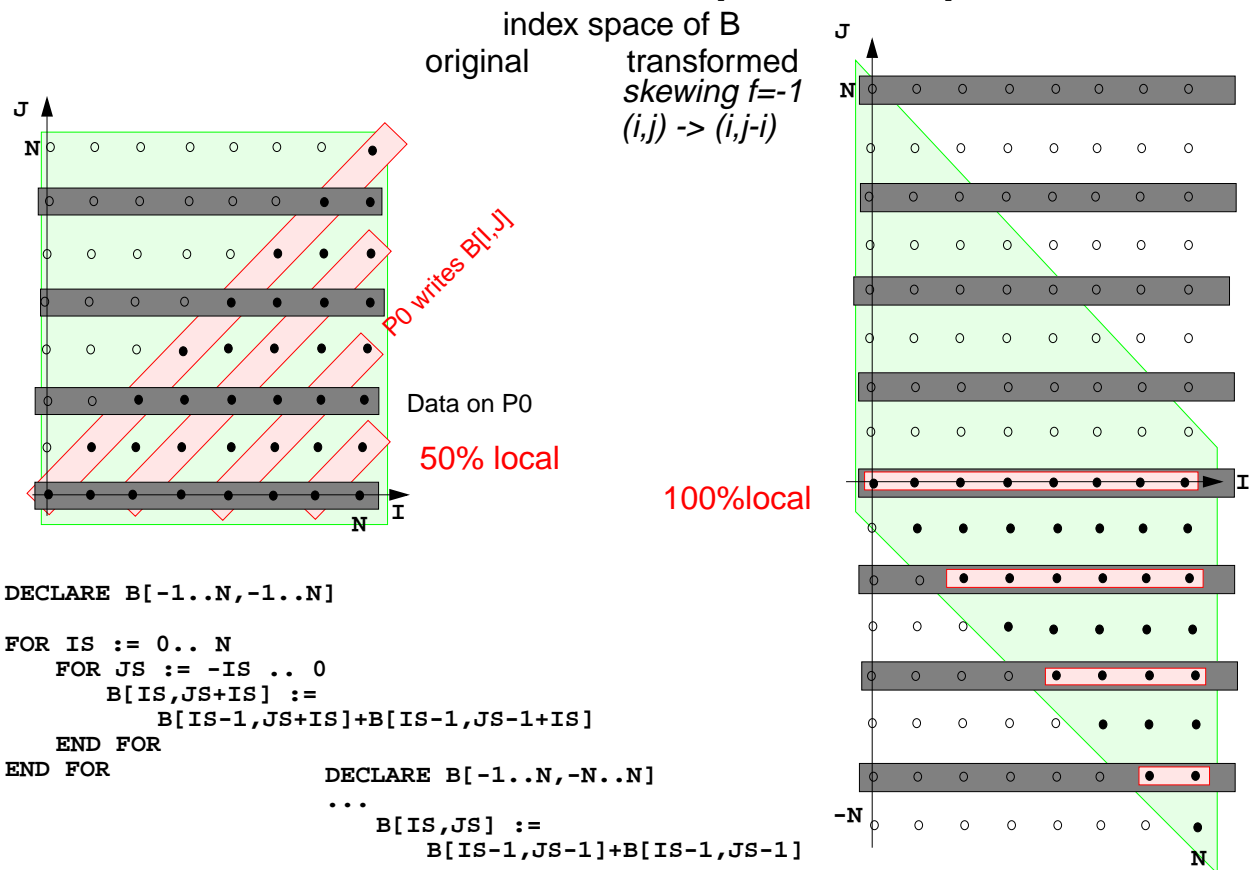 index space of B
original transformed
skewing f=-1
(i,j) -> (i,j-i)
J
N
P0 writes B[I,J]
Data on P0
50% local
N
I
J
N
100%local
I
-N
N
DECLARE B[-1..N,-1..N]
FOR IS := 0.. N
FOR JS := -IS .. 0
B[IS,JS+IS] :=
B[IS-1,JS+IS]+B[IS-1,JS-1+IS]
END FOR
END FOR
DECLARE B[-1..N,-N..N]
...
B[IS,JS] :=
B[IS-1,JS-1]+B[IS-1,JS-1]